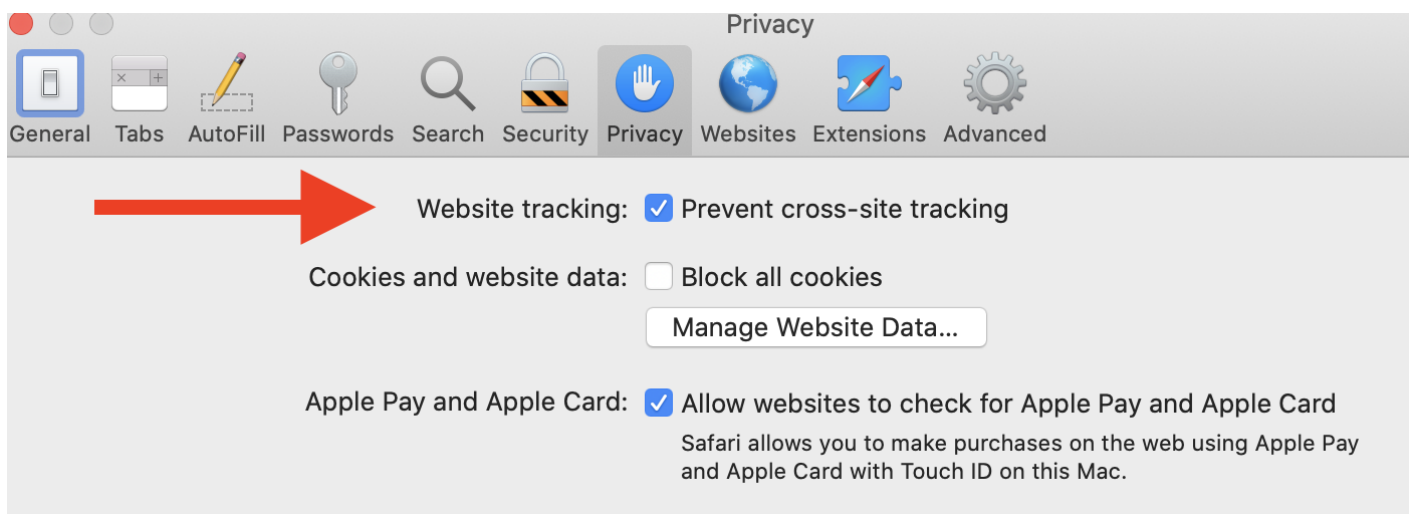 Privacy
General Tabs AutoFill Passwords Search Security Privacy Websites Extensions Advanced
Website tracking: Prevent cross-site tracking
Cookies and website data: Block all cookies
Manage Website Data...
Apple Pay and Apple Card: Allow websites to check for Apple Pay and Apple Card
Safari allows you to make purchases on the web using Apple Pay
and Apple Card with Touch ID on this Mac.